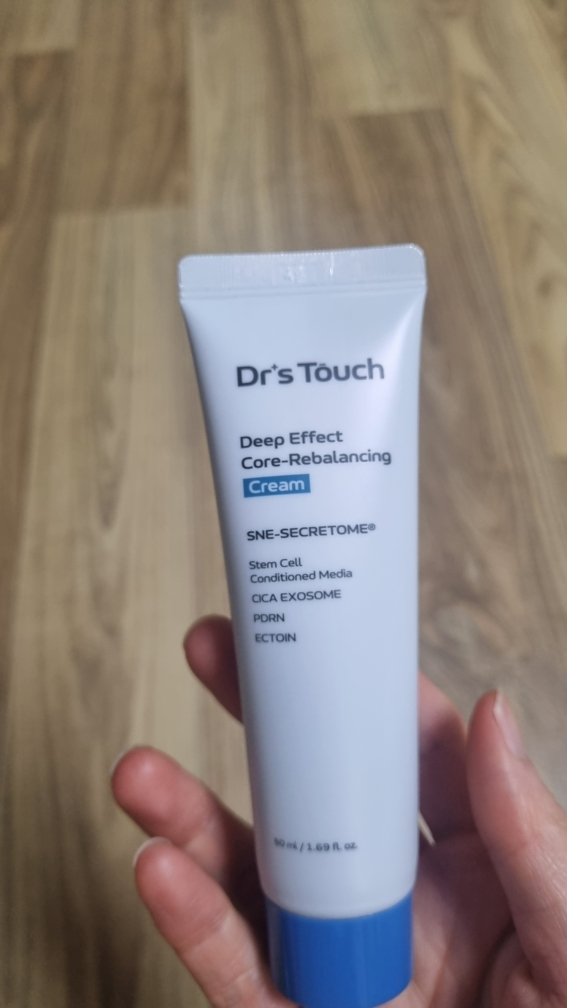 Dr's Tōuch
Deep Effect
Core-Rebalancing
Cream
SNE-SECRETOME®
Stem Cell
Conditioned Media
CICA EXOSOME
PDRN
ECTOIN
50 ml / 1.69 fl. oz.